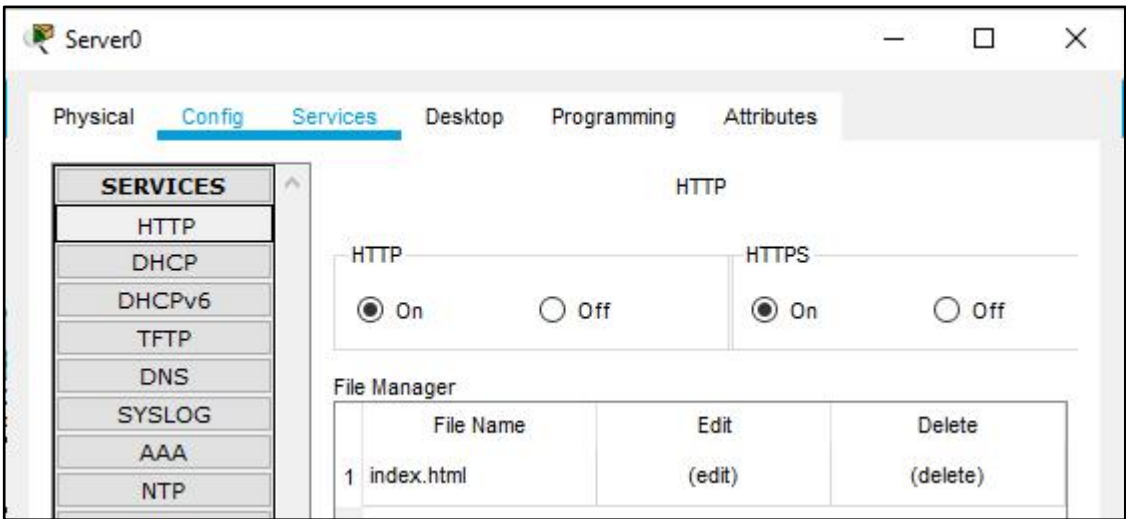 Server0
Physical Config Services Desktop Programming Attributes
SERVICES
HTTP
DHCP
DHCPv6
TFTP
DNS
SYSLOG
AAA
NTP
HTTP
HTTP HTTPS
On Off On Off
File Manager
File Name Edit Delete
1 index.html (edit) (delete)